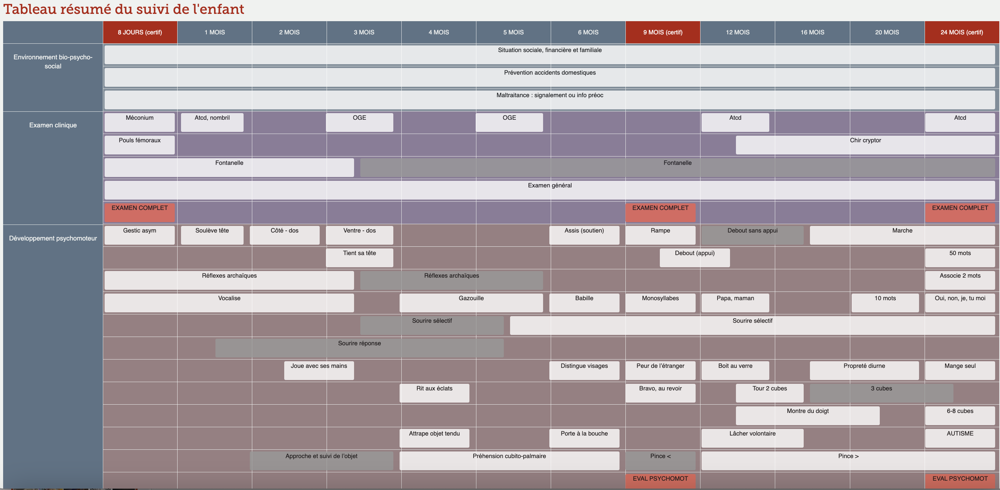 Tableau résumé du suivi de l'enfant
8 JOURS (certif) 1 MOIS 2 MOIS 3 MOIS 4 MOIS 5 MOIS 6 MOIS 9 MOIS (certif) 12 MOIS 16 MOIS 20 MOIS 24 MOIS (certif)
Environnement bio-psycho-
social
Situation sociale, financière et familiale
Prévention accidents domestiques
Maltraitance : signalement ou info préoc
Examen clinique
Méconium Atcd, nombril OGE OGE Atcd Atcd
Pouls fémoraux Chir cryptor
Fontanelle Fontanelle
Examen général
EXAMEN COMPLET EXAMEN COMPLET EXAMEN COMPLET
Développement psychomoteur
Gestic asym Soulève tête Côté - dos Ventre - dos Assis (soutien) Rampe Debout sans appui Marche
Tient sa tête Debout (appui) 50 mots
Réflexes archaïques Réflexes archaïques Associe 2 mots
Vocalise Gazouille Babille Monosyllabes Papa, maman 10 mots Oui, non, je, tu moi
Sourire sélectif Sourire sélectif
Sourire réponse
Joue avec ses mains Distingue visages Peur de l’étranger Boit au verre Propreté diurne Mange seul
Rit aux éclats Bravo, au revoir Tour 2 cubes 3 cubes
Montre du doigt 6-8 cubes
Attrape objet tendu Porte à la bouche Lâcher volontaire AUTISME
Approche et suivi de l’objet Préhension cubito-palmaire Pince < Pince >
EVAL PSYCHOMOT EVAL PSYCHOMOT